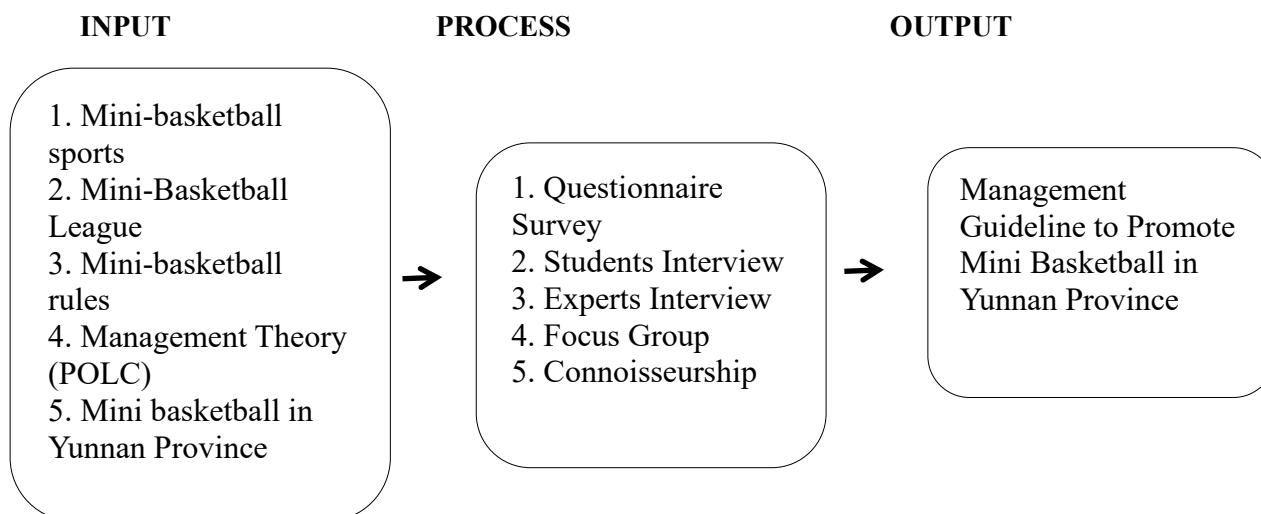 INPUT
PROCESS
OUTPUT
1. Mini-basketball
sports
2. Mini-Basketball
League
3. Mini-basketball
rules
4. Management Theory
(POLC)
5. Mini basketball in
Yunnan Province
1. Questionnaire
Survey
2. Students Interview
3. Experts Interview
4. Focus Group
5. Connoisseurship
Management
Guideline to Promote
Mini Basketball in
Yunnan Province